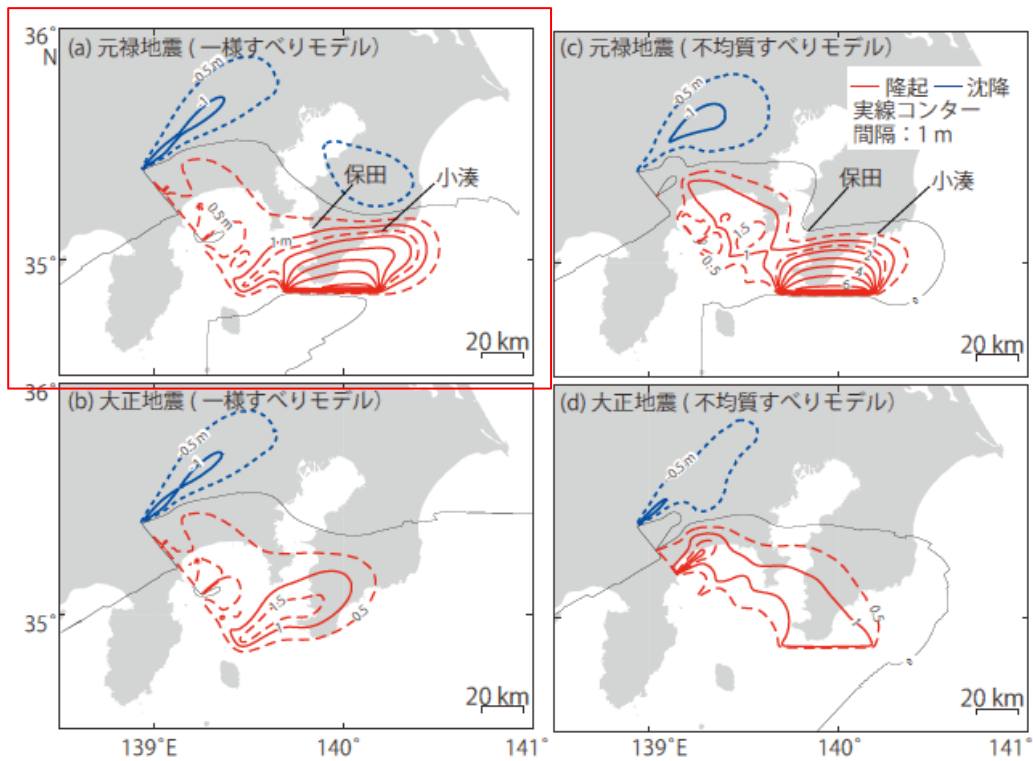 36°
N
(a) 元禄地震 ( 一様すべりモデル）
-0.5 m
-1
保田
小湊
0.5 m
1 m
35°
20 km
(c) 元禄地震 ( 不均質すべりモデル）
隆起
沈降
実線コンター
間隔：1 m
-0.5 m
-1
保田
小湊
1.5
1
0.5
1
2
4
6
0
20 km
36°
(b) 大正地震 ( 一様すべりモデル）
-0.5 m
-1
1.5
1
0.5
35°
20 km
139°E
140°
141°
(d) 大正地震 ( 不均質すべりモデル）
-0.5 m
0.5
1
0
20 km
139°E
140°
141°